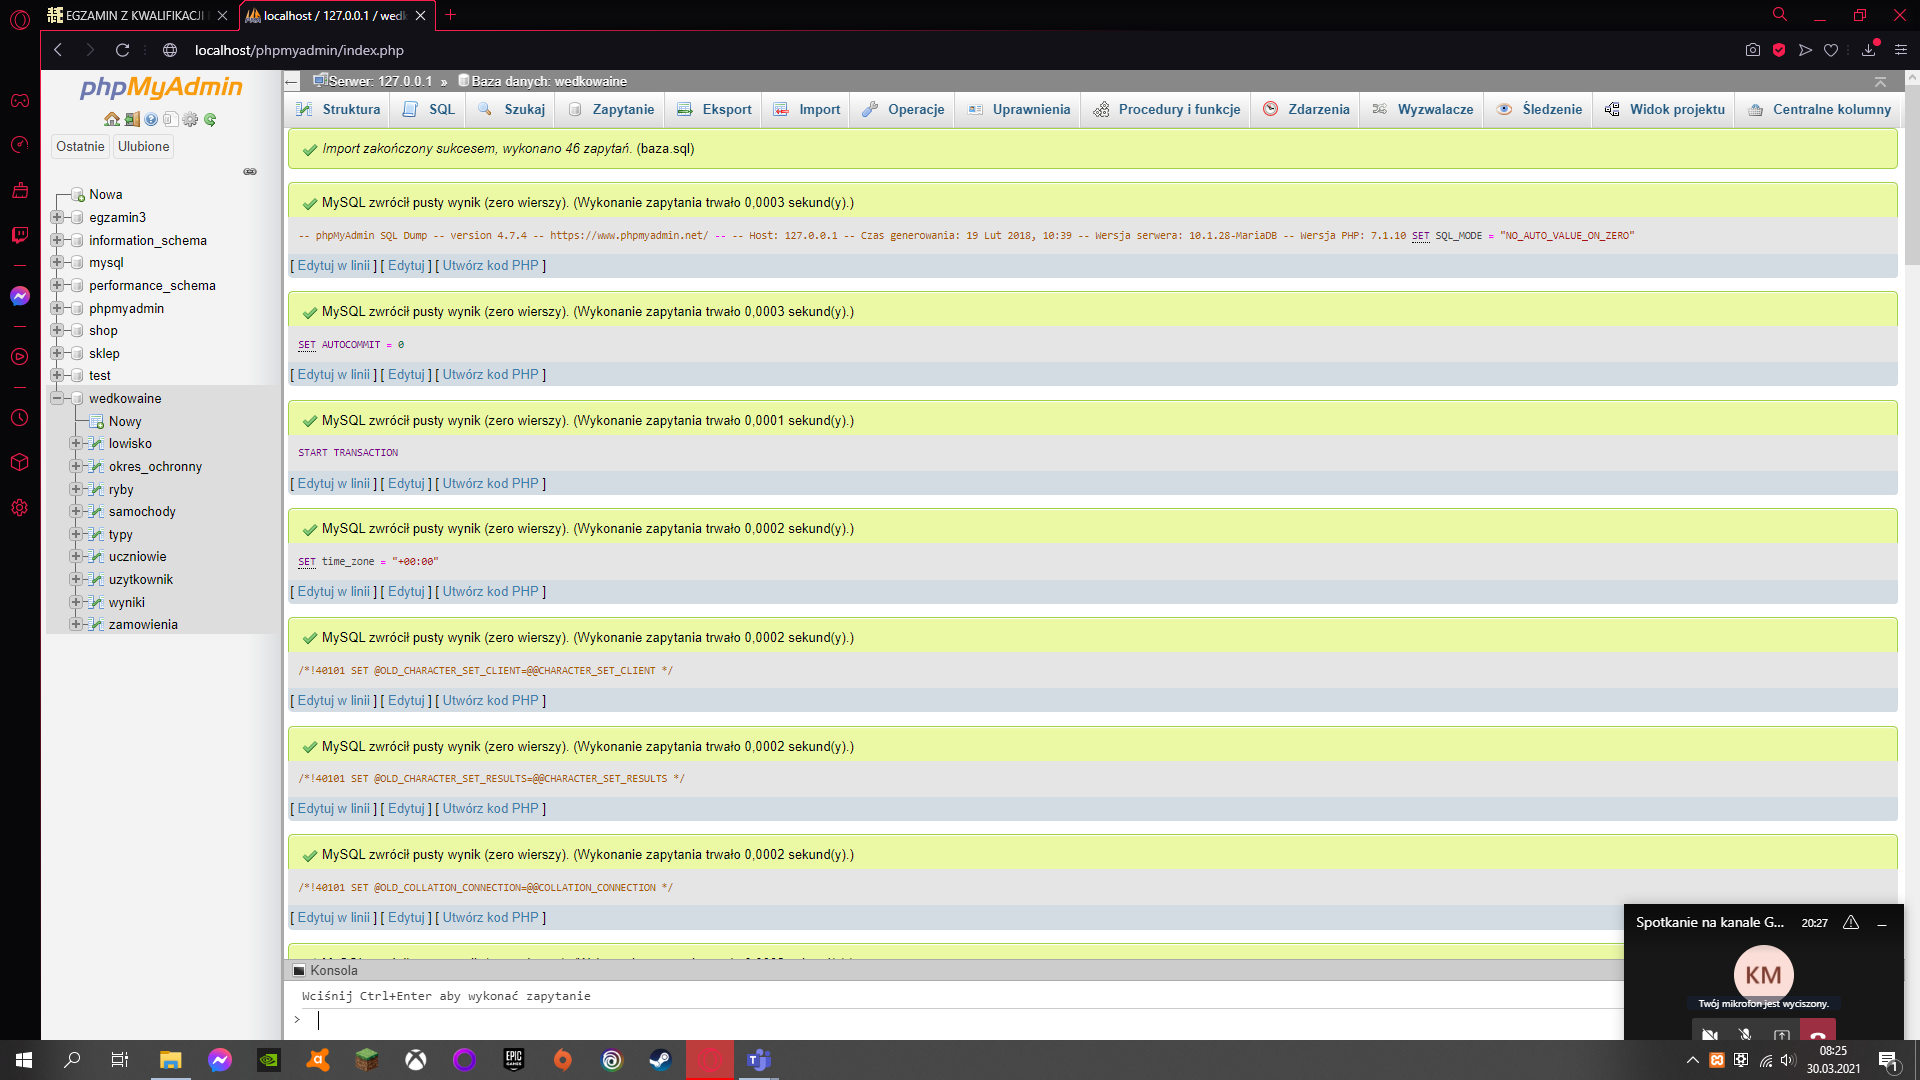 EGZAMIN Z KWALIFIKACJI
localhost / 127.0.0.1 / wedk
localhost/phpmyadmin/index.php
phpMyAdmin
Ostatnie
Ulubione
Nowa
egzamin3
information_schema
mysql
performance_schema
phpmyadmin
shop
sklep
test
wedkowaine
Nowy
lowisko
okres_ochronny
ryby
samochody
typy
uczniowie
uzytkownik
wyniki
zamowienia
Serwer: 127.0.0.1 » Baza danych: wedkowaine
Struktura SQL Szukaj Zapytanie Eksport Import Operacje Uprawnienia Procedury i funkcje Zdarzenia Wyzwalacze Śledzenie Widok projektu Centralne kolumny
Import zakończony sukcesem, wykonano 46 zapytań. (baza.sql)
MySQL zwrócił pusty wynik (zero wierszy). (Wykonanie zapytania trwało 0,0003 sekund(y).)
-- phpMyAdmin SQL Dump -- version 4.7.4 -- https://www.phpmyadmin.net/ -- -- Host: 127.0.0.1 -- Czas generowania: 19 Lut 2018, 10:39 -- Wersja serwera: 10.1.28-MariaDB -- Wersja PHP: 7.1.10 SET SQL_MODE = "NO_AUTO_VALUE_ON_ZERO"
[ Edytuj w linii ] [ Edytuj ] [ Utwórz kod PHP ]
MySQL zwrócił pusty wynik (zero wierszy). (Wykonanie zapytania trwało 0,0003 sekund(y).)
SET AUTOCOMMIT = 0
[ Edytuj w linii ] [ Edytuj ] [ Utwórz kod PHP ]
MySQL zwrócił pusty wynik (zero wierszy). (Wykonanie zapytania trwało 0,0001 sekund(y).)
START TRANSACTION
[ Edytuj w linii ] [ Edytuj ] [ Utwórz kod PHP ]
MySQL zwrócił pusty wynik (zero wierszy). (Wykonanie zapytania trwało 0,0002 sekund(y).)
SET time_zone = "+00:00"
[ Edytuj w linii ] [ Edytuj ] [ Utwórz kod PHP ]
MySQL zwrócił pusty wynik (zero wierszy). (Wykonanie zapytania trwało 0,0002 sekund(y).)
/*!40101 SET @OLD_CHARACTER_SET_CLIENT=@@CHARACTER_SET_CLIENT */
[ Edytuj w linii ] [ Edytuj ] [ Utwórz kod PHP ]
MySQL zwrócił pusty wynik (zero wierszy). (Wykonanie zapytania trwało 0,0002 sekund(y).)
/*!40101 SET @OLD_CHARACTER_SET_RESULTS=@@CHARACTER_SET_RESULTS */
[ Edytuj w linii ] [ Edytuj ] [ Utwórz kod PHP ]
MySQL zwrócił pusty wynik (zero wierszy). (Wykonanie zapytania trwało 0,0002 sekund(y).)
/*!40101 SET @OLD_COLLATION_CONNECTION=@@COLLATION_CONNECTION */
[ Edytuj w linii ] [ Edytuj ] [ Utwórz kod PHP ]
Konsola
Wciśnij Ctrl+Enter aby wykonać zapytanie
>
Spotkanie na kanale G... 20:27
KM
Twój mikrofon jest wyciszony.
EPIC GAMES
08:25
30.03.2021
1